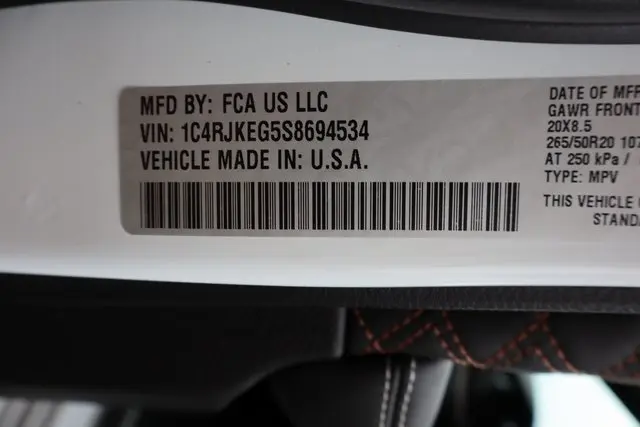 MFD BY: FCA US LLC
VIN: 1C4RJKEG5S8694534
VEHICLE MADE IN: U.S.A.
DATE OF MFR
GAWR FRONT
20X8.5
265/50R20 107
AT 250 kPa /
TYPE: MPV
THIS VEHICLE